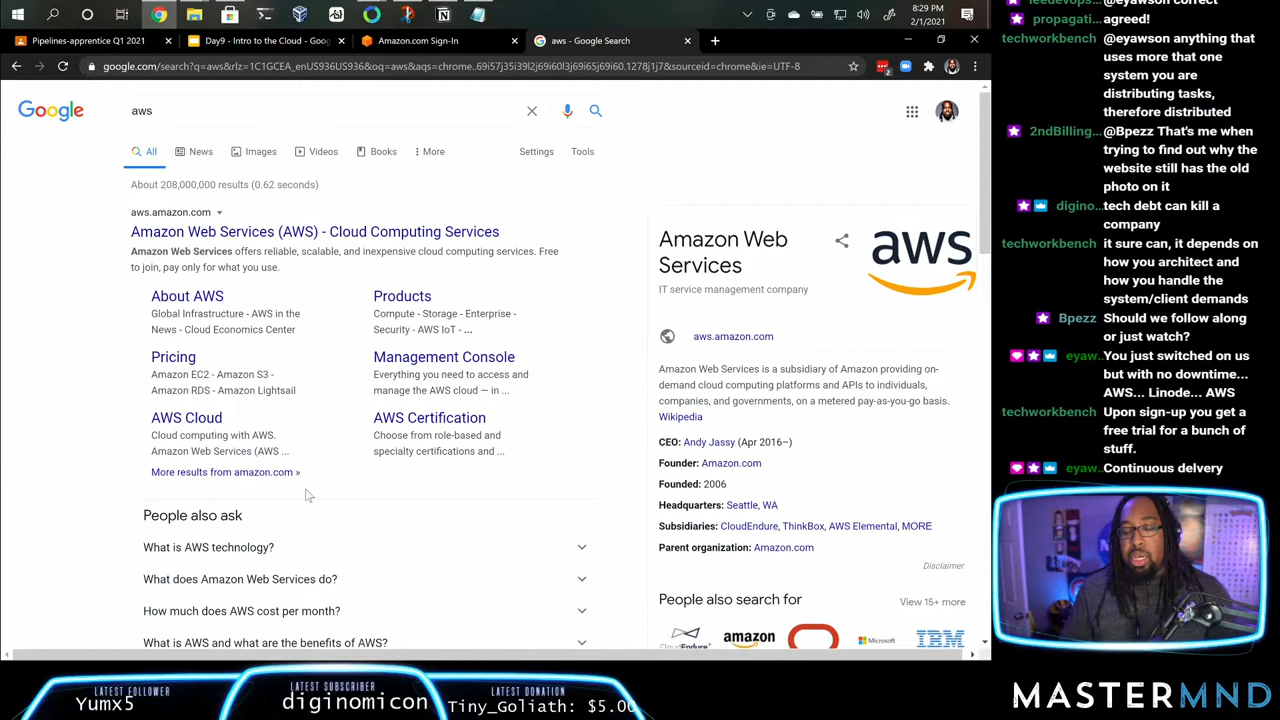 8:29 PM
2/1/2021
Pipelines-apprentice Q1 2021
Day9 - Intro to the Cloud - Goog
Amazon.com Sign-In
aws - Google Search
google.com/search?q=aws&rlz=1C1GCEA_enUS936US936&oq=aws&aqs=chrome..69i57j35i39l2j69i60l3j69i65j69i60.1278j1j7&sourceid=chrome&ie=UTF-8
2
Google
aws
All
News
Images
Videos
Books
More
Settings
Tools
About 208,000,000 results (0.62 seconds)
aws.amazon.com
Amazon Web Services (AWS) - Cloud Computing Services
Amazon Web Services offers reliable, scalable, and inexpensive cloud computing services. Free
to join, pay only for what you use.
About AWS
Global Infrastructure - AWS in the
News - Cloud Economics Center
Products
Compute - Storage - Enterprise -
Security - AWS IoT - ...
Pricing
Amazon EC2 - Amazon S3 -
Amazon RDS - Amazon Lightsail
Management Console
Everything you need to access and
manage the AWS cloud — in ...
AWS Cloud
Cloud computing with AWS.
Amazon Web Services (AWS ...
AWS Certification
Choose from role-based and
specialty certifications and ...
More results from amazon.com »
People also ask
What is AWS technology?
What does Amazon Web Services do?
How much does AWS cost per month?
What is AWS and what are the benefits of AWS?
Amazon Web
Services
IT service management company
aws
aws.amazon.com
Amazon Web Services is a subsidiary of Amazon providing on-
demand cloud computing platforms and APIs to individuals,
companies, and governments, on a metered pay-as-you-go basis.
Wikipedia
CEO: Andy Jassy (Apr 2016–)
Founder: Amazon.com
Founded: 2006
Headquarters: Seattle, WA
Subsidiaries: CloudEndure, ThinkBox, AWS Elemental, MORE
Parent organization: Amazon.com
Disclaimer
People also search for
View 15+ more
CloudEndure
amazon
Microsoft
IBM
@eyawson correct
propagati... agreed!
techworkbench @eyawson anything that
uses more that one
system you are
distributing tasks,
therefore distributed
2ndBilling... @Bpezz That's me when
trying to find out why the
website still has the old
photo on it
digino... tech debt can kill a
company
techworkbench it sure can, it depends on
how you architect and
how you handle the
system/client demands
Bpezz Should we follow along
or just watch?
eyaw... You just switched on us
but with no downtime...
AWS... Linode... AWS
techworkbench Upon sign-up you get a
free trial for a bunch of
stuff.
eyaw... Continuous delvery
LATEST FOLLOWER
Yumx5
LATEST SUBSCRIBER
diginomicon
LATEST DONATION
Tiny_Goliath: $5.00
MASTERMND